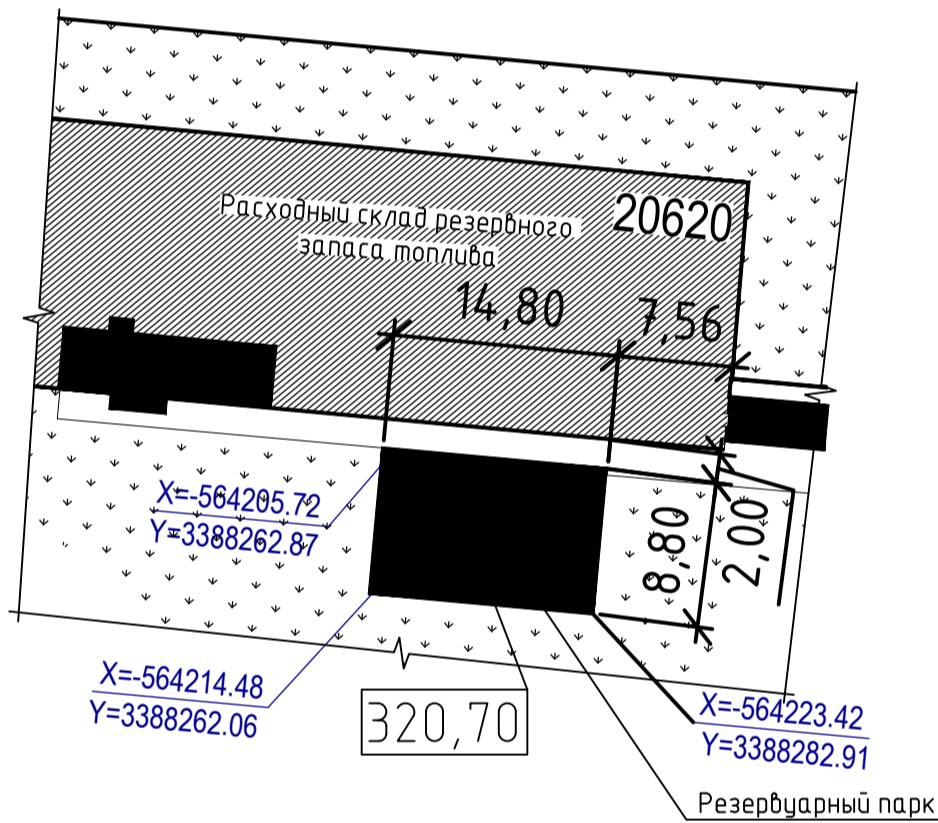 Расходный склад резервного
запаса топлива
20620
14,80
7,56
X=-564205.72
Y=3388262.87
8,80
2,00
X=-564214.48
Y=3388262.06
320,70
X=-564223.42
Y=3388282.91
Резервуарный парк